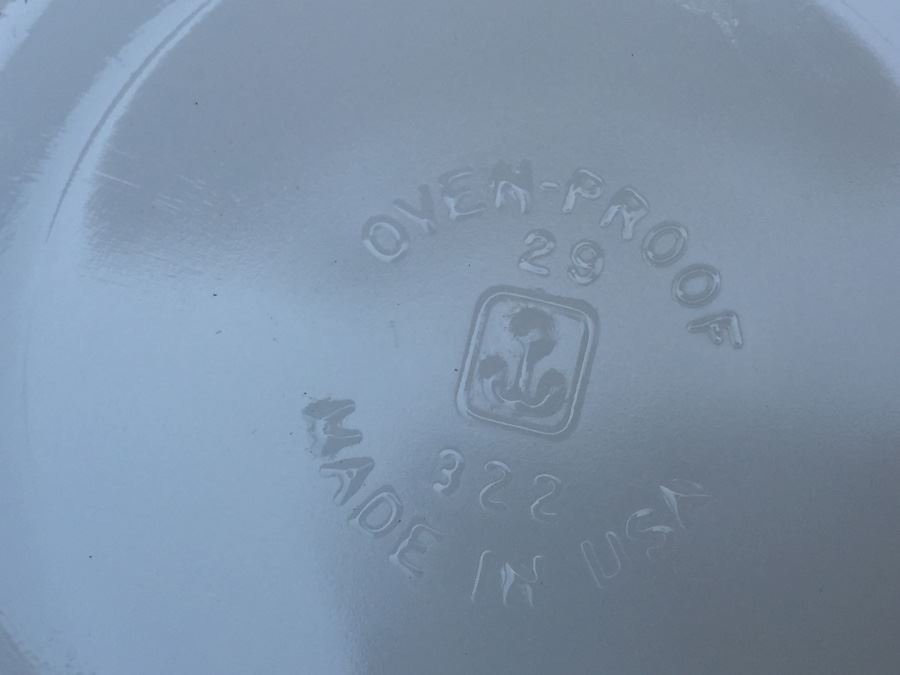 OVEN-PROOF
29
322
MADE IN USA